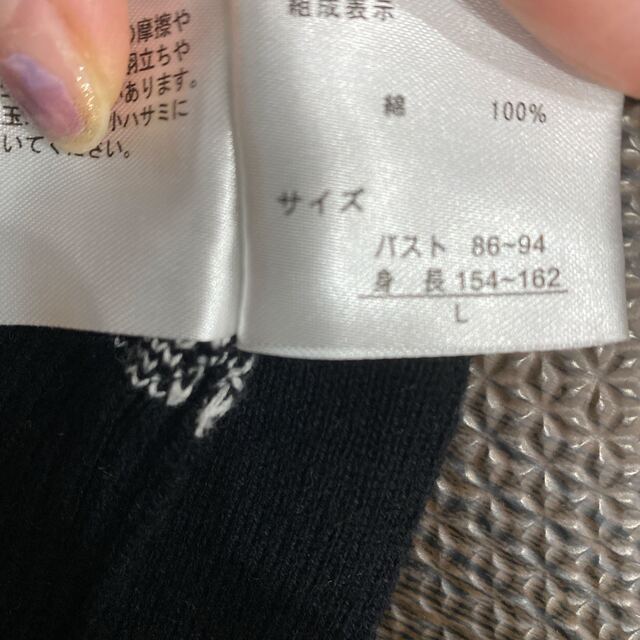 の摩擦や
羽立ちや
あります。
玉 小ハサミに
いてください。
組成表示
綿 100%
サイズ
バスト 86~94
身長 154~162
L